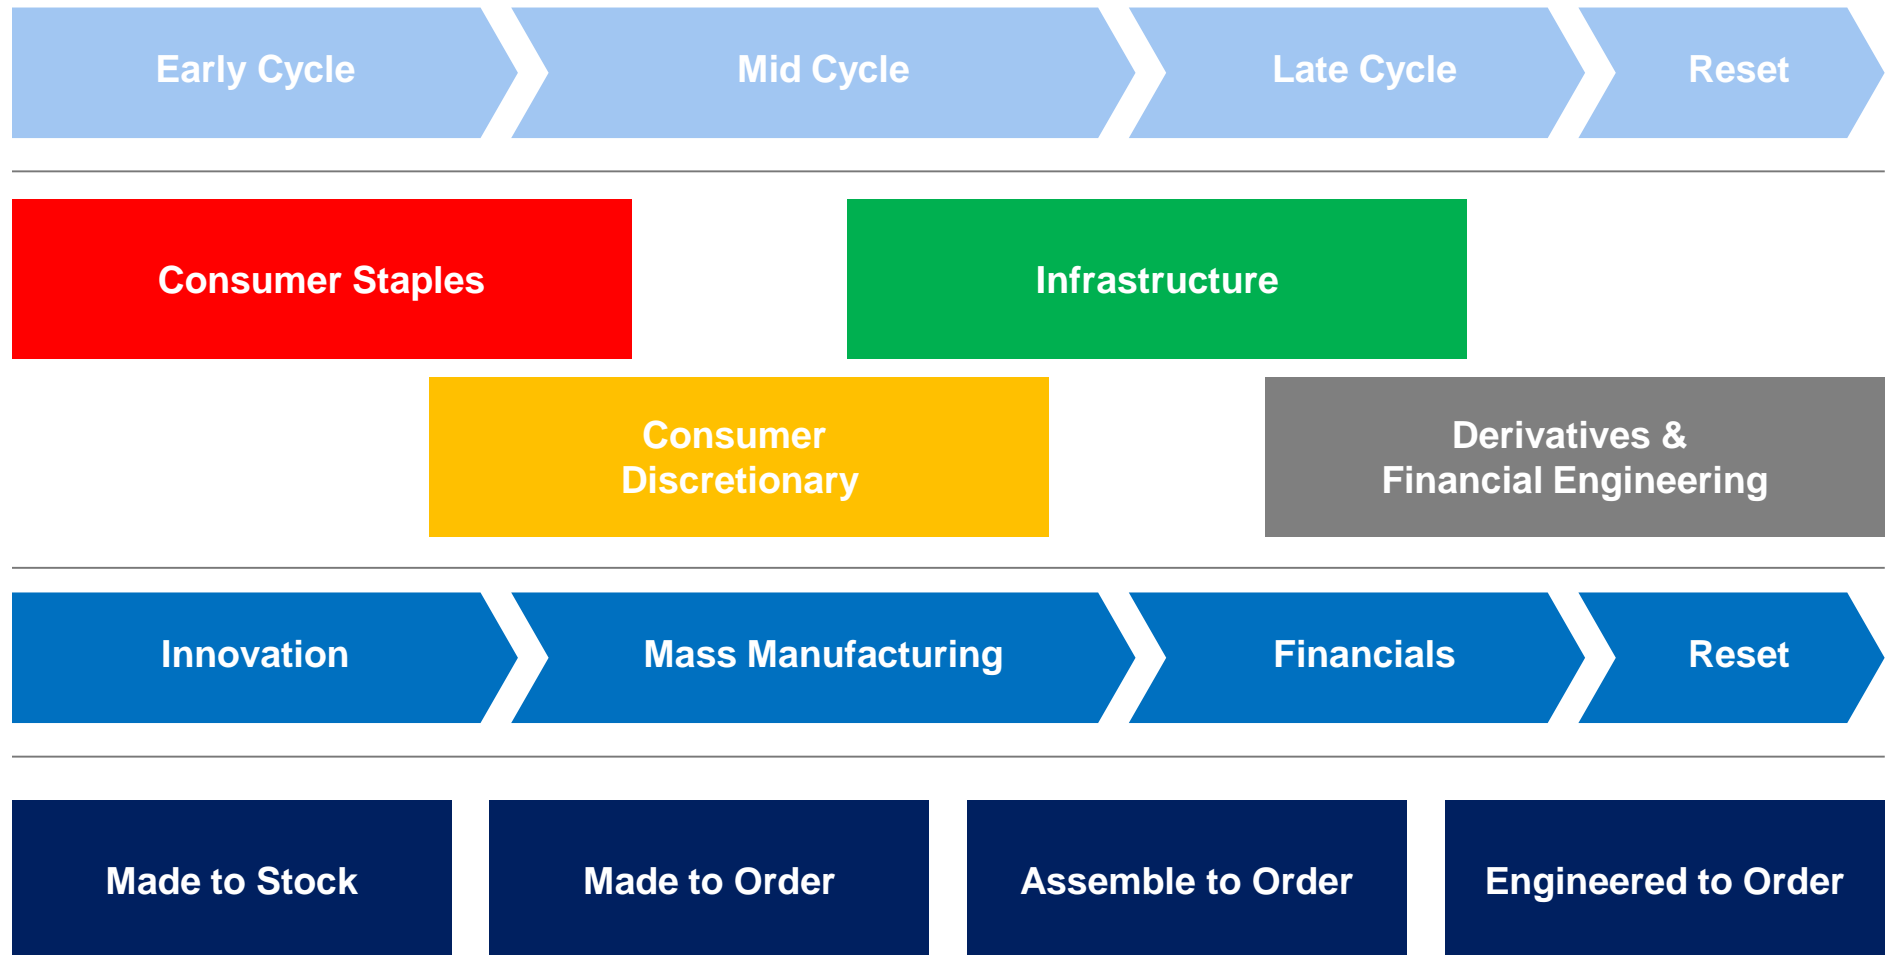 Early Cycle
Mid Cycle
Late Cycle
Reset
Consumer Staples
Infrastructure
Consumer
Discretionary
Derivatives &
Financial Engineering
Innovation
Mass Manufacturing
Financials
Reset
Made to Stock
Made to Order
Assemble to Order
Engineered to Order